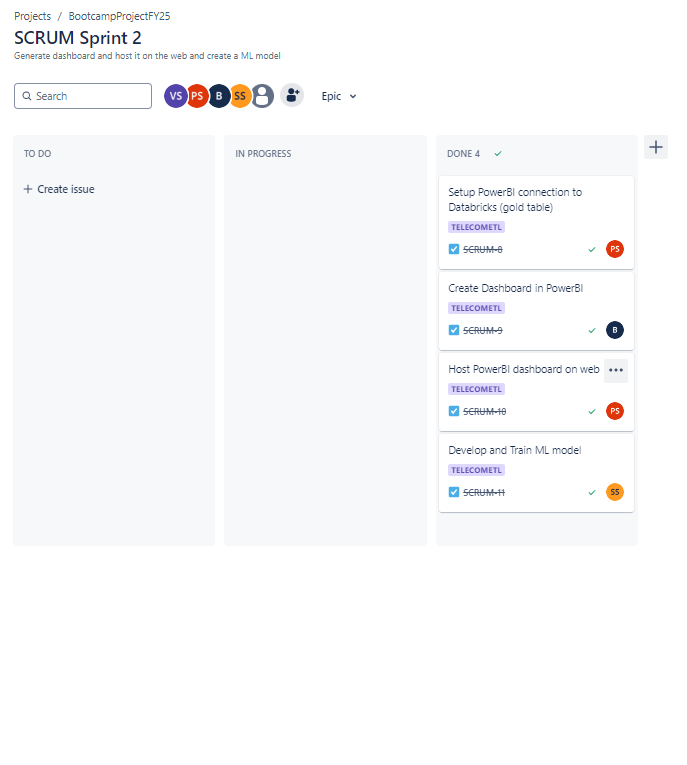 Projects / BootcampProjectFY25
SCRUM Sprint 2
Generate dashboard and host it on the web and create a ML model
Search
VS PS B SS
Epic
TO DO
+ Create issue
IN PROGRESS
DONE 4
Setup PowerBI connection to
Databricks (gold table)
TELECOMETL
SCRUM-8
PS
Create Dashboard in PowerBI
TELECOMETL
SCRUM-9
B
Host PowerBI dashboard on web
TELECOMETL
SCRUM-10
PS
Develop and Train ML model
TELECOMETL
SCRUM-11
SS